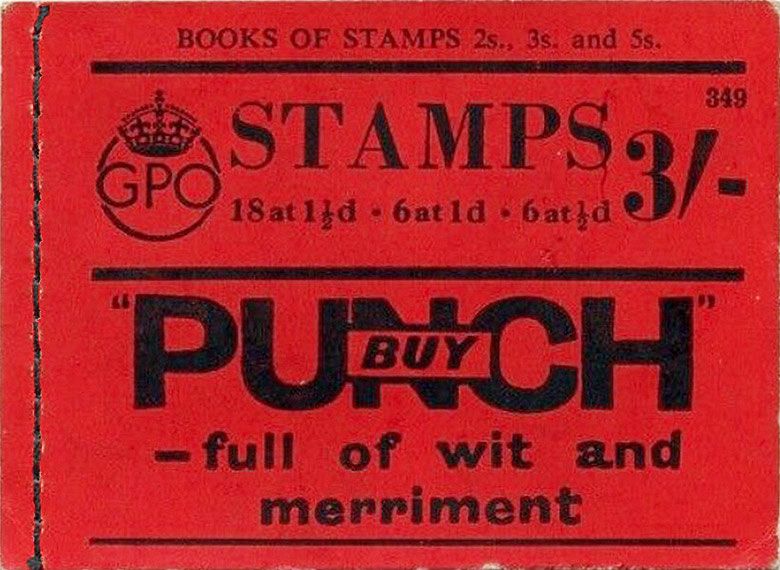 BOOKS OF STAMPS 2s., 3s. and 5s.
349
GPO
STAMPS 3/-
18 at 1½d • 6 at 1d • 6 at ½d
"PUNCH"
BUY
—full of wit and
merriment